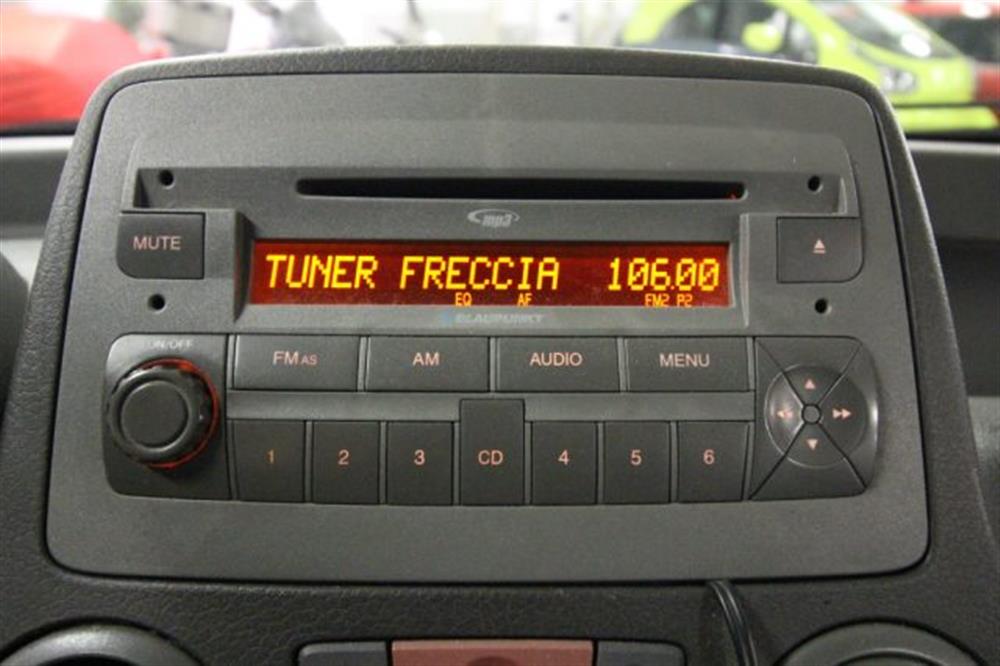 mp3
MUTE
TUNER FRECCIA 106.00
EQ AF FM2 P2
BLAUPUNKT
ON/OFF
FM AS AM AUDIO MENU
1 2 3 CD 4 5 6